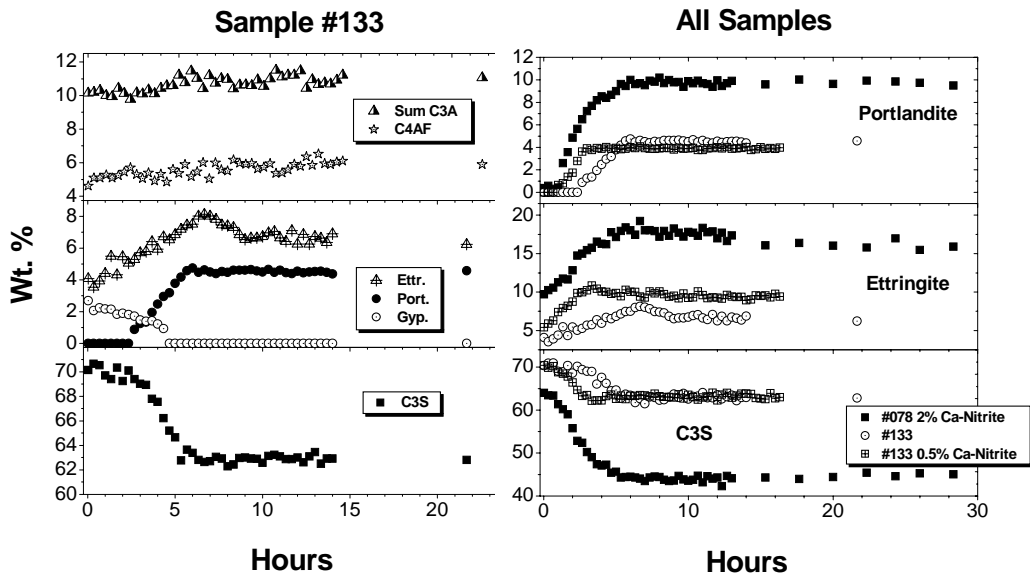 Sample #133
All Samples
Wt. %
12
10
8
6
4
Sum C3A
C4AF
8
6
4
2
0
Ettr.
Port.
Gyp.
70
68
66
64
62
60
C3S
0 5 10 15 20
Hours
12
10
8
6
4
2
0
Portlandite
20
15
10
5
Ettringite
70
60
50
40
C3S
#078 2% Ca-Nitrite
#133
#133 0.5% Ca-Nitrite
0 10 20 30
Hours